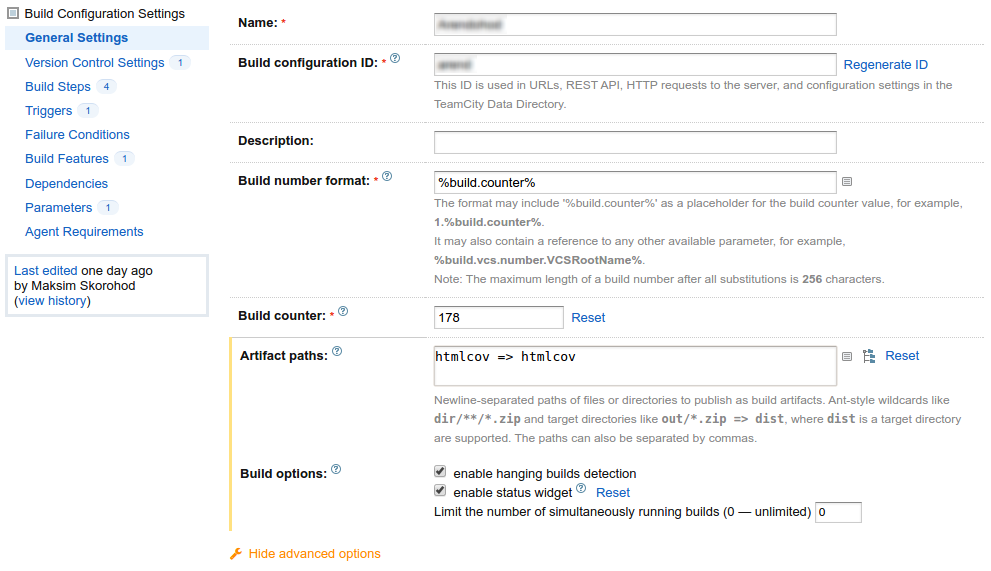 Build Configuration Settings
General Settings
Version Control Settings 1
Build Steps 4
Triggers 1
Failure Conditions
Build Features 1
Dependencies
Parameters 1
Agent Requirements
Last edited one day ago
by Maksim Skorohod
(view history)
Name: *
Build configuration ID: * ? Regenerate ID
This ID is used in URLs, REST API, HTTP requests to the server, and configuration settings in the
TeamCity Data Directory.
Description:
Build number format: * ? %build.counter%
The format may include '%build.counter%' as a placeholder for the build counter value, for example,
1.%build.counter%.
It may also contain a reference to any other available parameter, for example,
%build.vcs.number.VCSRootName%.
Note: The maximum length of a build number after all substitutions is 256 characters.
Build counter: * ? 178 Reset
Artifact paths: ? htmlcov => htmlcov Reset
Newline-separated paths of files or directories to publish as build artifacts. Ant-style wildcards like
dir/**/*.zip and target directories like out/*.zip => dist, where dist is a target directory
are supported. The paths can also be separated by commas.
Build options: ? enable hanging builds detection
enable status widget ? Reset
Limit the number of simultaneously running builds (0 — unlimited) 0
Hide advanced options